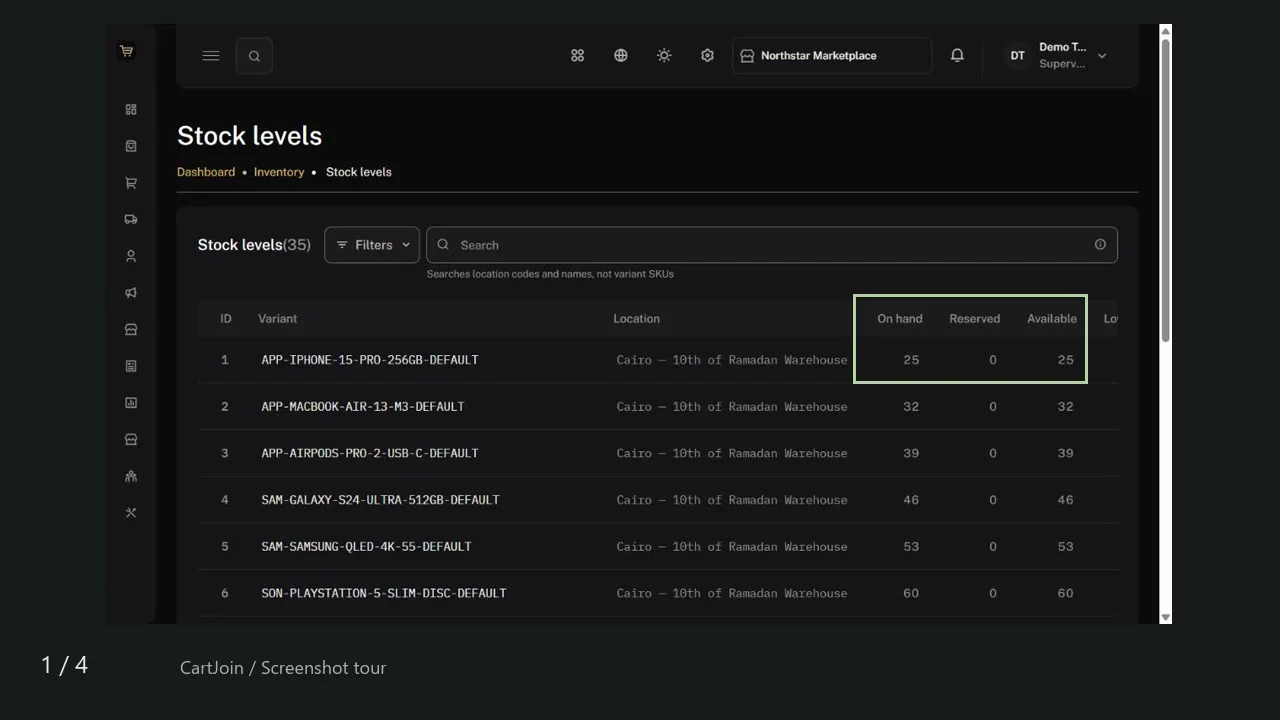 Northstar Marketplace
DT
Demo T...
Superv...
Stock levels
Dashboard • Inventory • Stock levels
Stock levels(35)
Filters
Search
Searches location codes and names, not variant SKUs
ID Variant Location On hand Reserved Available Lo
1 APP-IPHONE-15-PRO-256GB-DEFAULT Cairo — 10th of Ramadan Warehouse 25 0 25
2 APP-MACBOOK-AIR-13-M3-DEFAULT Cairo — 10th of Ramadan Warehouse 32 0 32
3 APP-AIRPODS-PRO-2-USB-C-DEFAULT Cairo — 10th of Ramadan Warehouse 39 0 39
4 SAM-GALAXY-S24-ULTRA-512GB-DEFAULT Cairo — 10th of Ramadan Warehouse 46 0 46
5 SAM-SAMSUNG-QLED-4K-55-DEFAULT Cairo — 10th of Ramadan Warehouse 53 0 53
6 SON-PLAYSTATION-5-SLIM-DISC-DEFAULT Cairo — 10th of Ramadan Warehouse 60 0 60
1 / 4
CartJoin / Screenshot tour